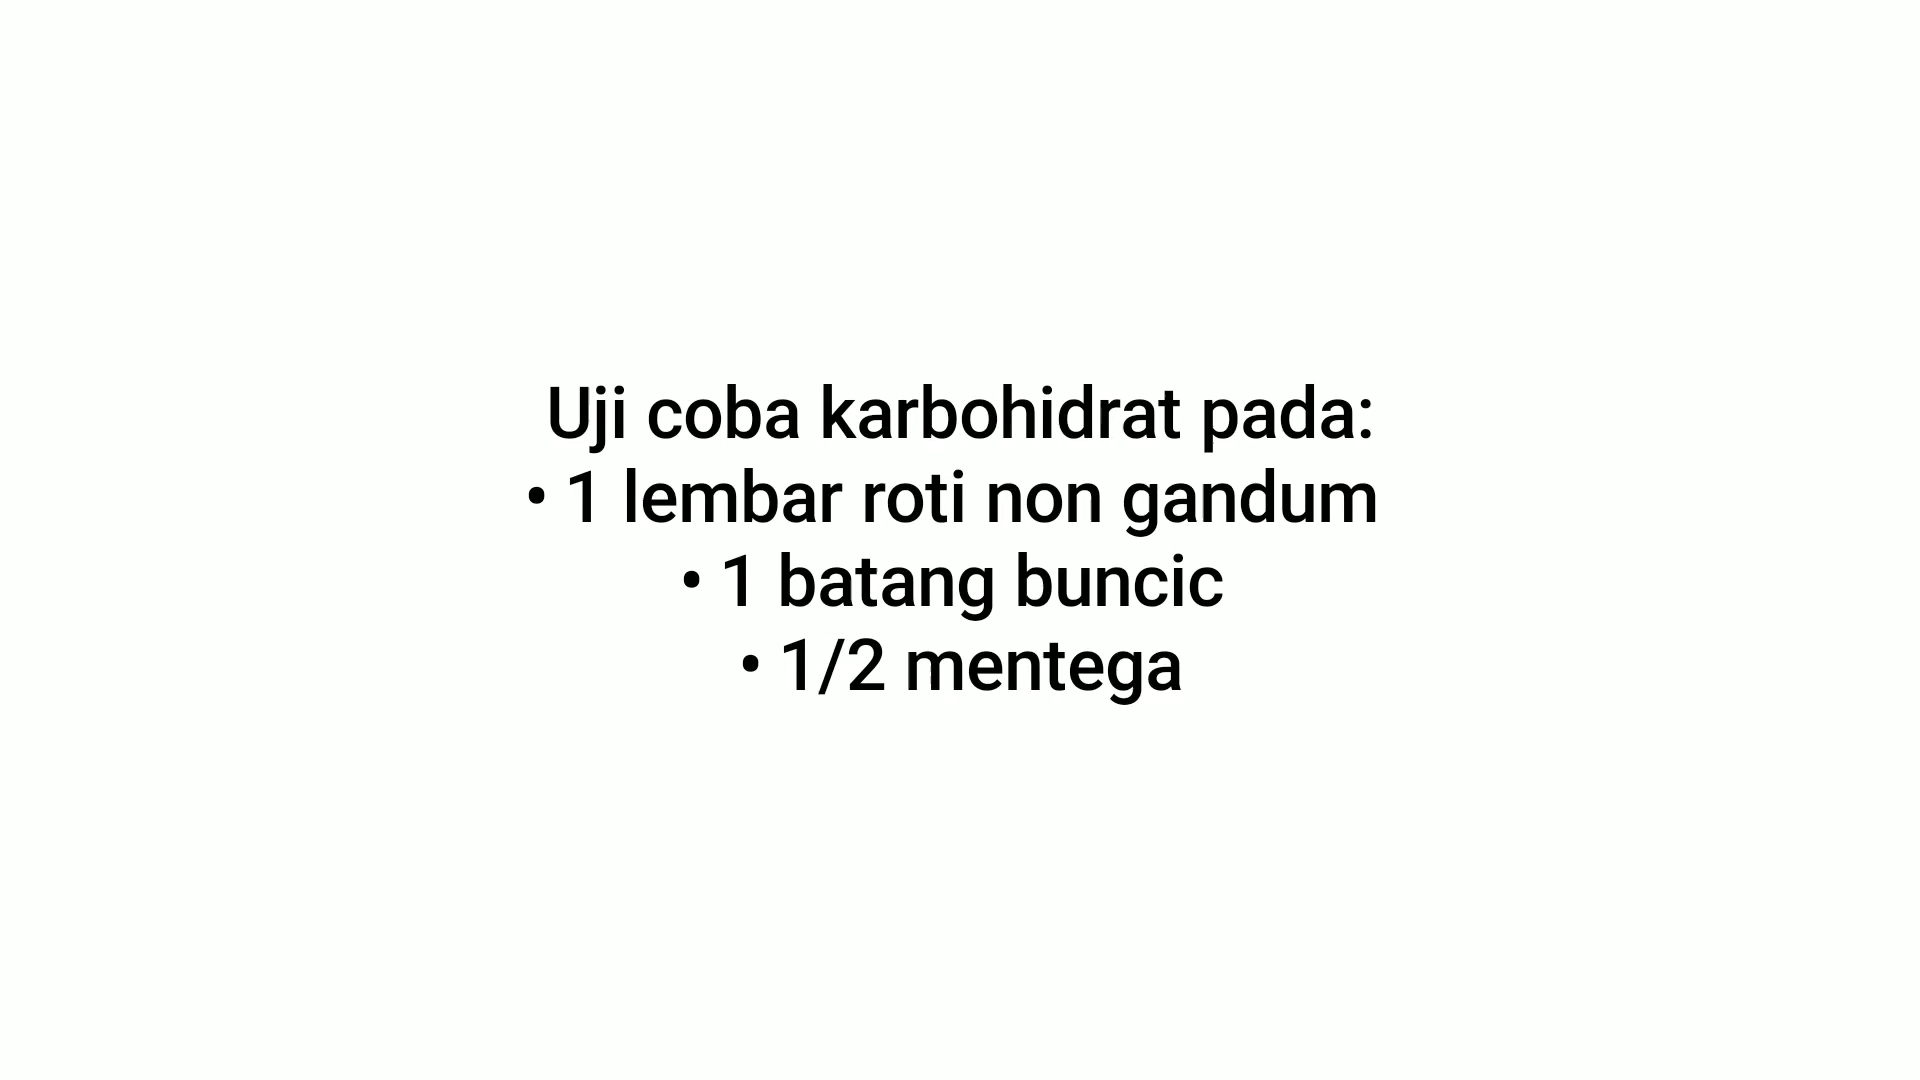 Uji coba karbohidrat pada:
• 1 lembar roti non gandum
• 1 batang buncic
• 1/2 mentega